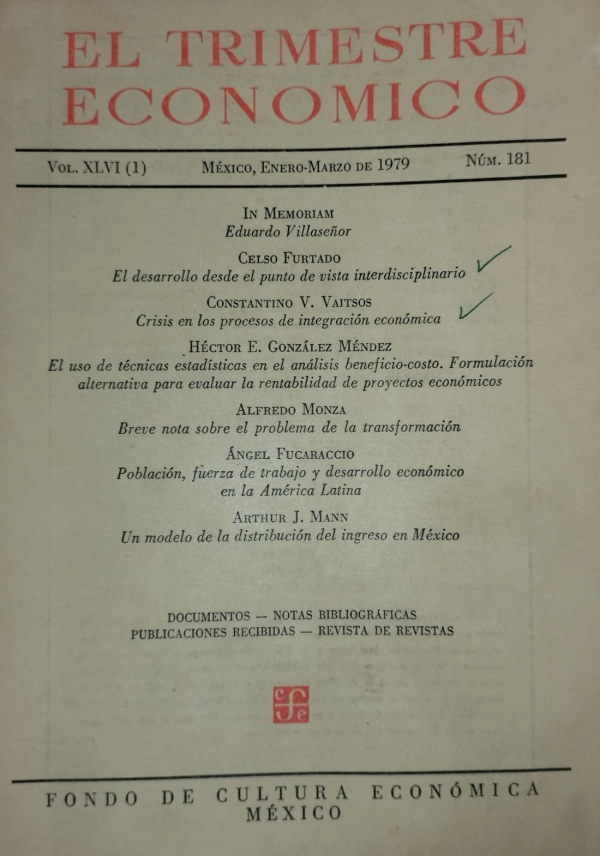 EL TRIMESTRE
ECONOMICO
VOL. XLVI (1) MÉXICO, ENERO-MARZO DE 1979 NÚM. 181
IN MEMORIAM
Eduardo Villaseñor
CELSO FURTADO
El desarrollo desde el punto de vista interdisciplinario
CONSTANTINO V. VAITSOS
Crisis en los procesos de integración económica
HÉCTOR E. GONZÁLEZ MÉNDEZ
El uso de técnicas estadísticas en el análisis beneficio-costo. Formulación
alternativa para evaluar la rentabilidad de proyectos económicos
ALFREDO MONZA
Breve nota sobre el problema de la transformación
ÁNGEL FUCARACCIO
Población, fuerza de trabajo y desarrollo económico
en la América Latina
ARTHUR J. MANN
Un modelo de la distribución del ingreso en México
DOCUMENTOS — NOTAS BIBLIOGRÁFICAS
PUBLICACIONES RECIBIDAS — REVISTA DE REVISTAS
cfe
FONDO DE CULTURA ECONÓMICA
MÉXICO